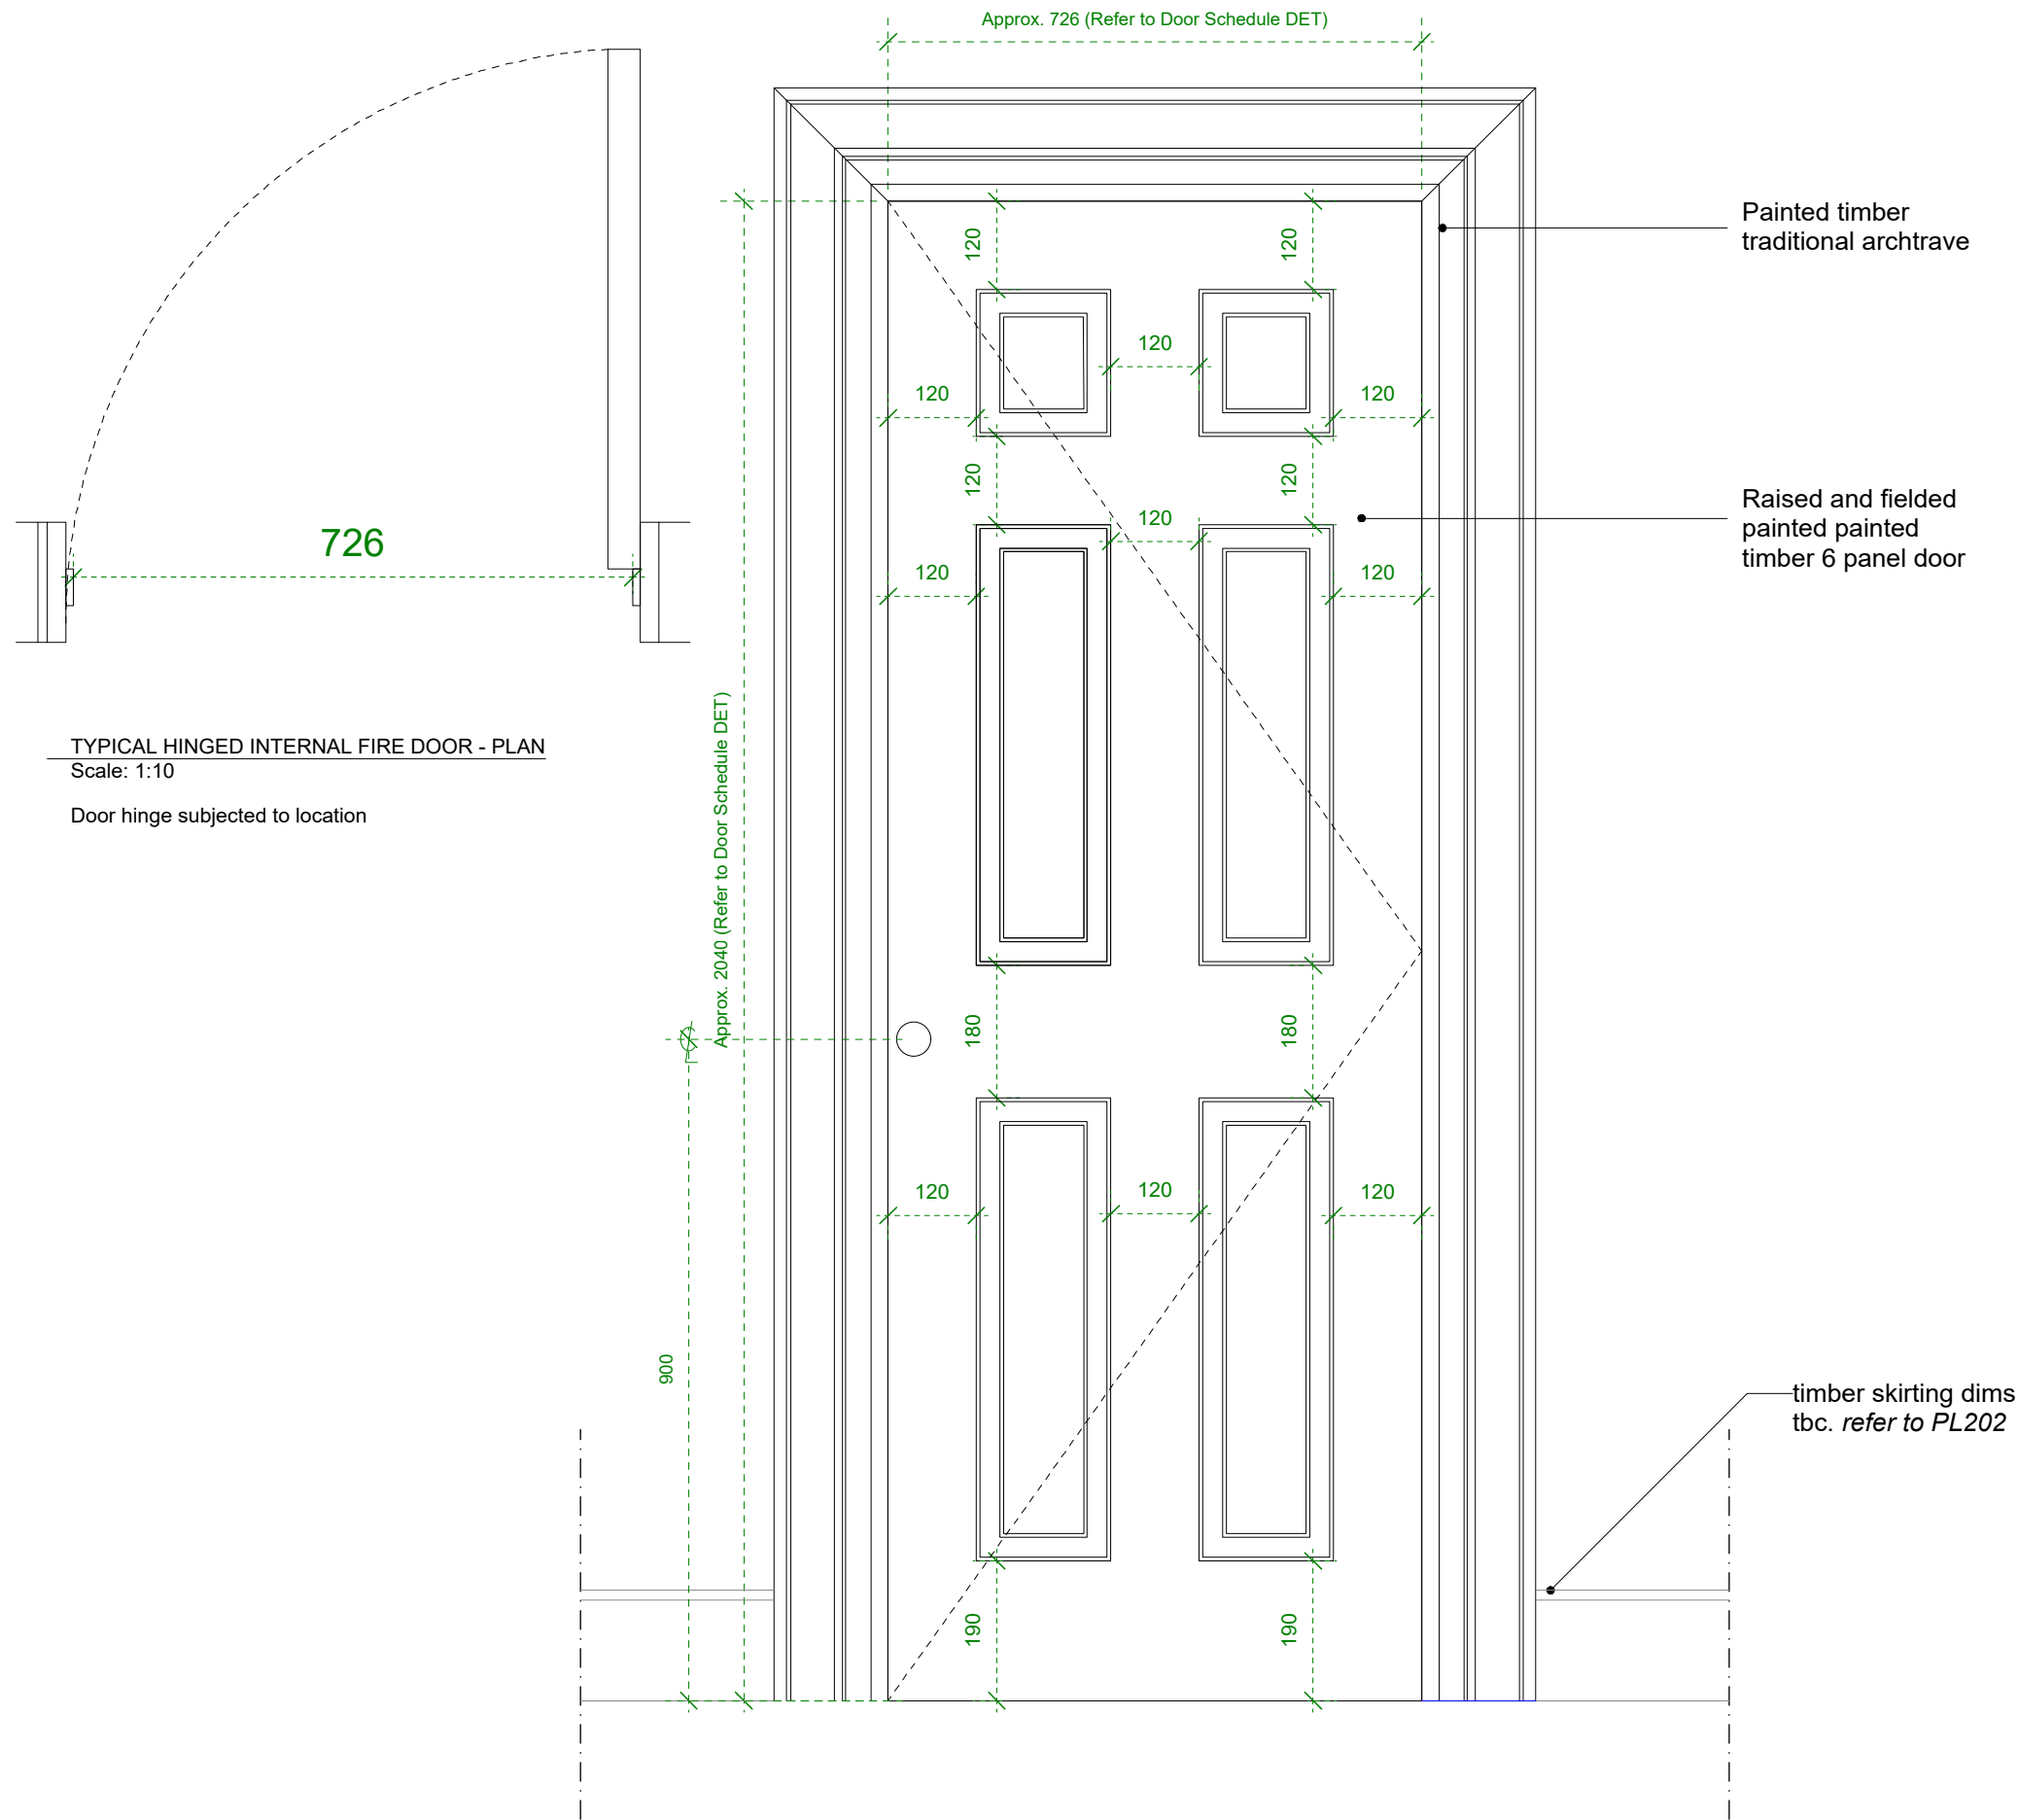 Approx. 726 (Refer to Door Schedule DET)
Painted timber
traditional archtrave
120
120
120
120
120
120
120
120
120
120
Raised and fielded
painted painted
timber 6 panel door
726
TYPICAL HINGED INTERNAL FIRE DOOR - PLAN
Scale: 1:10
Door hinge subjected to location
Approx. 2040 (Refer to Door Schedule DET)
180
180
120
120
120
900
timber skirting dims
tbc. refer to PL202
190
190